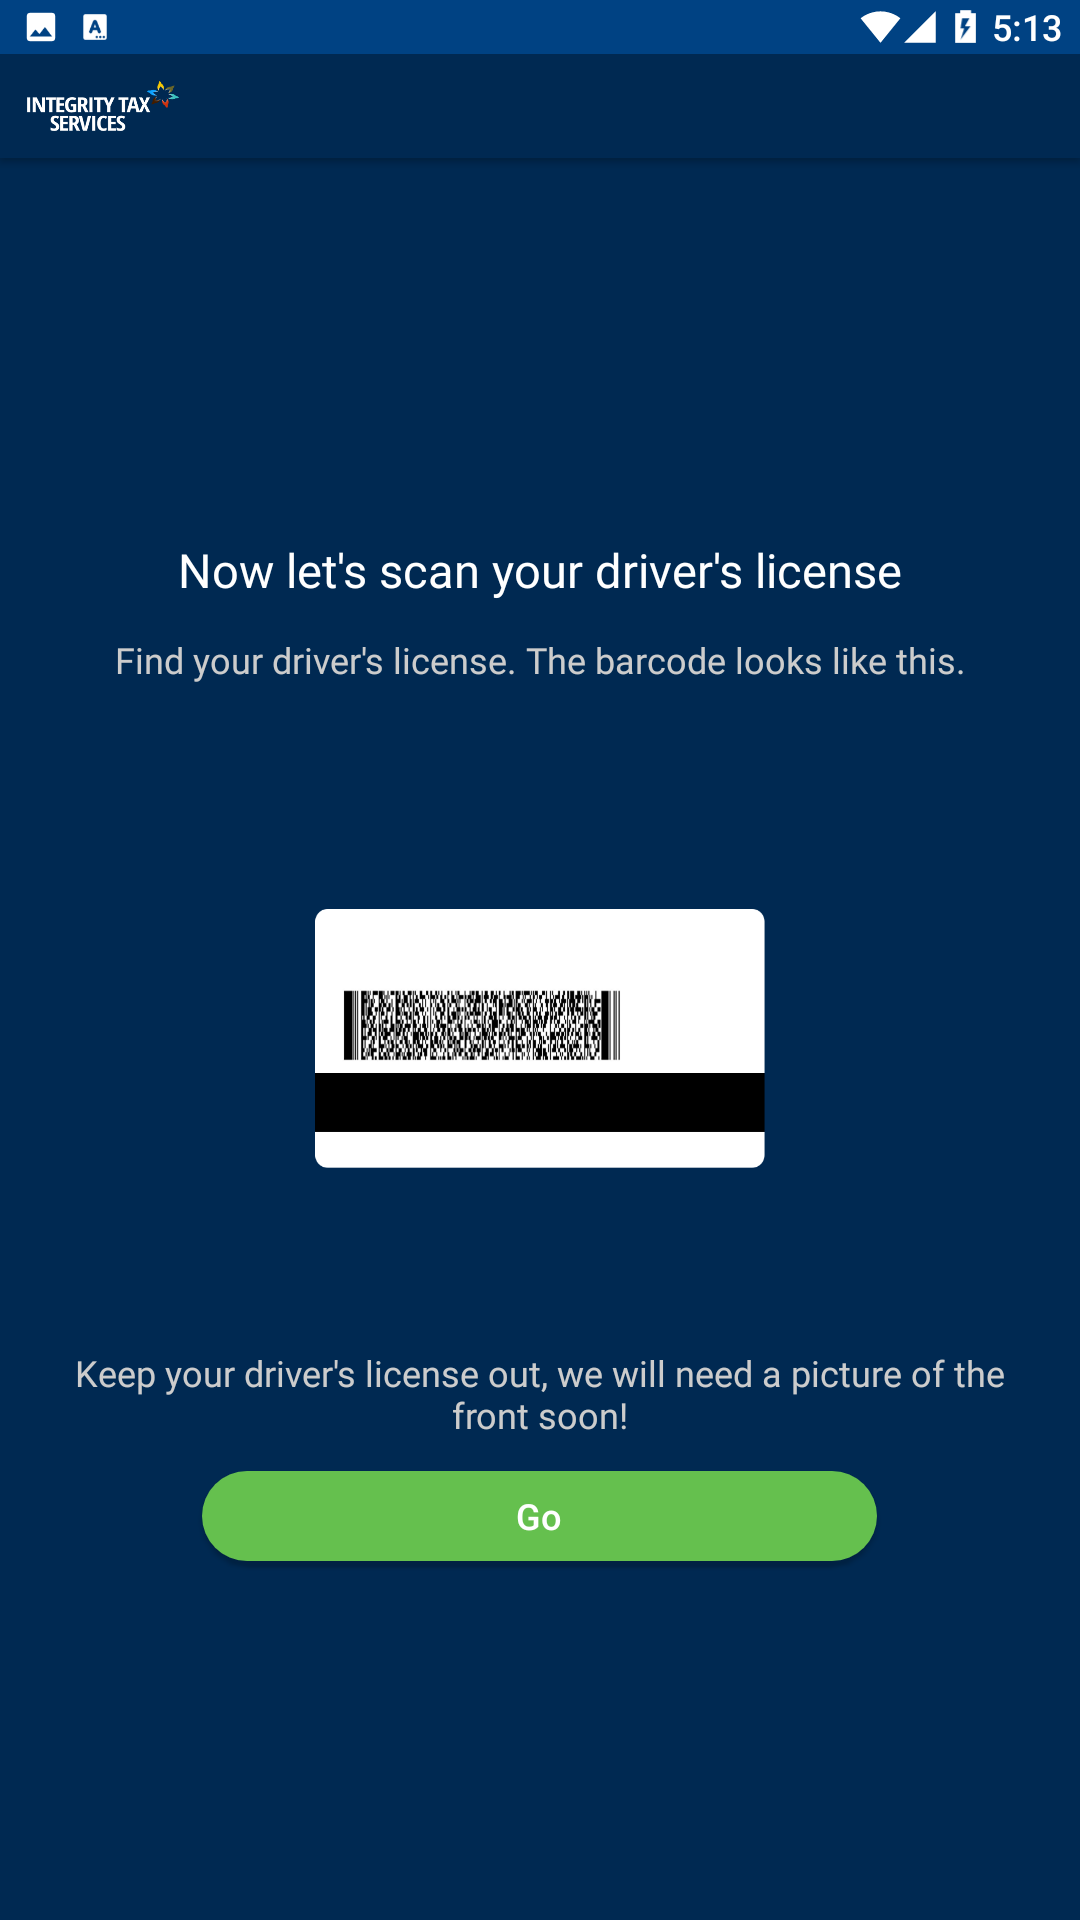 5:13
INTEGRITY TAX
SERVICES
Now let's scan your driver's license
Find your driver's license. The barcode looks like this.
Keep your driver's license out, we will need a picture of the
front soon!
Go